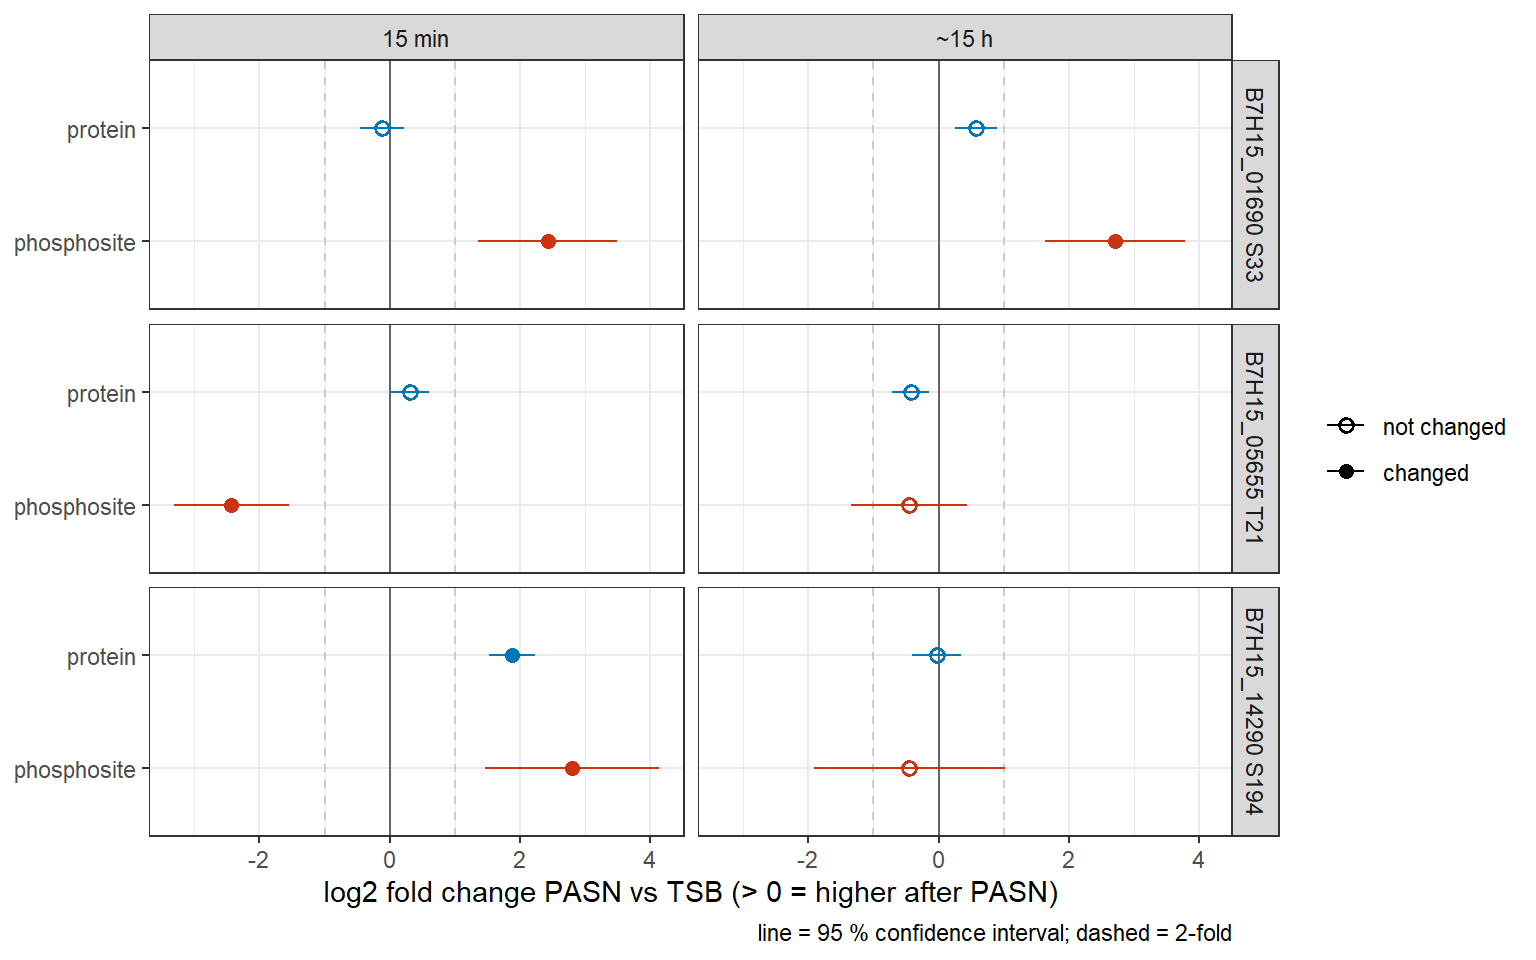 15 min
~15 h
protein
phosphosite
B7H15_01690 S33
protein
phosphosite
B7H15_05655 T21
protein
phosphosite
B7H15_14290 S194
-2 0 2 4
-2 0 2 4
log2 fold change PASN vs TSB (> 0 = higher after PASN)
line = 95 % confidence interval; dashed = 2-fold
not changed
changed